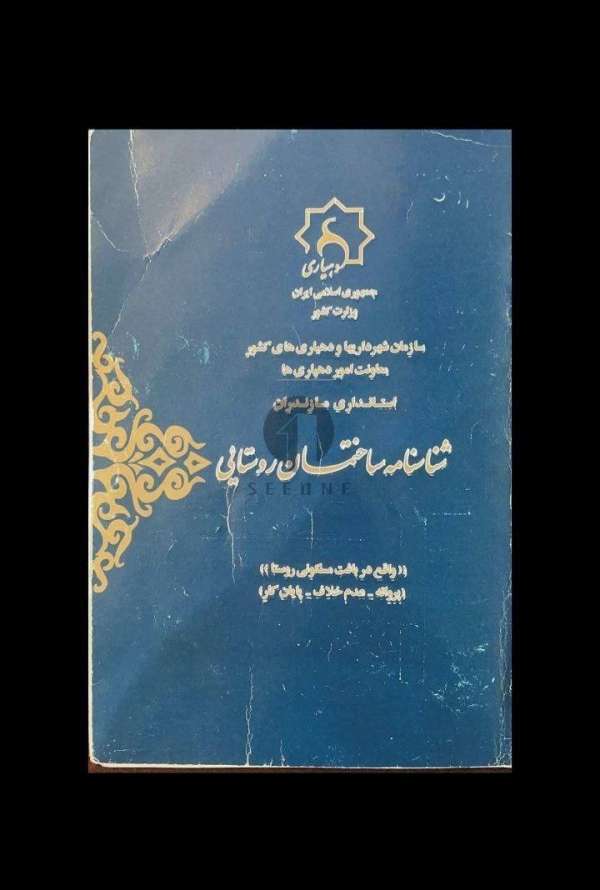 دهیاری
جمهوری اسلامی ایران
وزارت کشور
سازمان شهرداریها و دهیاری های کشور
معاونت امور دهیاری ها
استانداری مازندران
شناسنامه ساختمان روستایی
SEEONE
((واقع در بافت مسکونی روستا))
(پروانه - عدم خلاف - پایان کار)